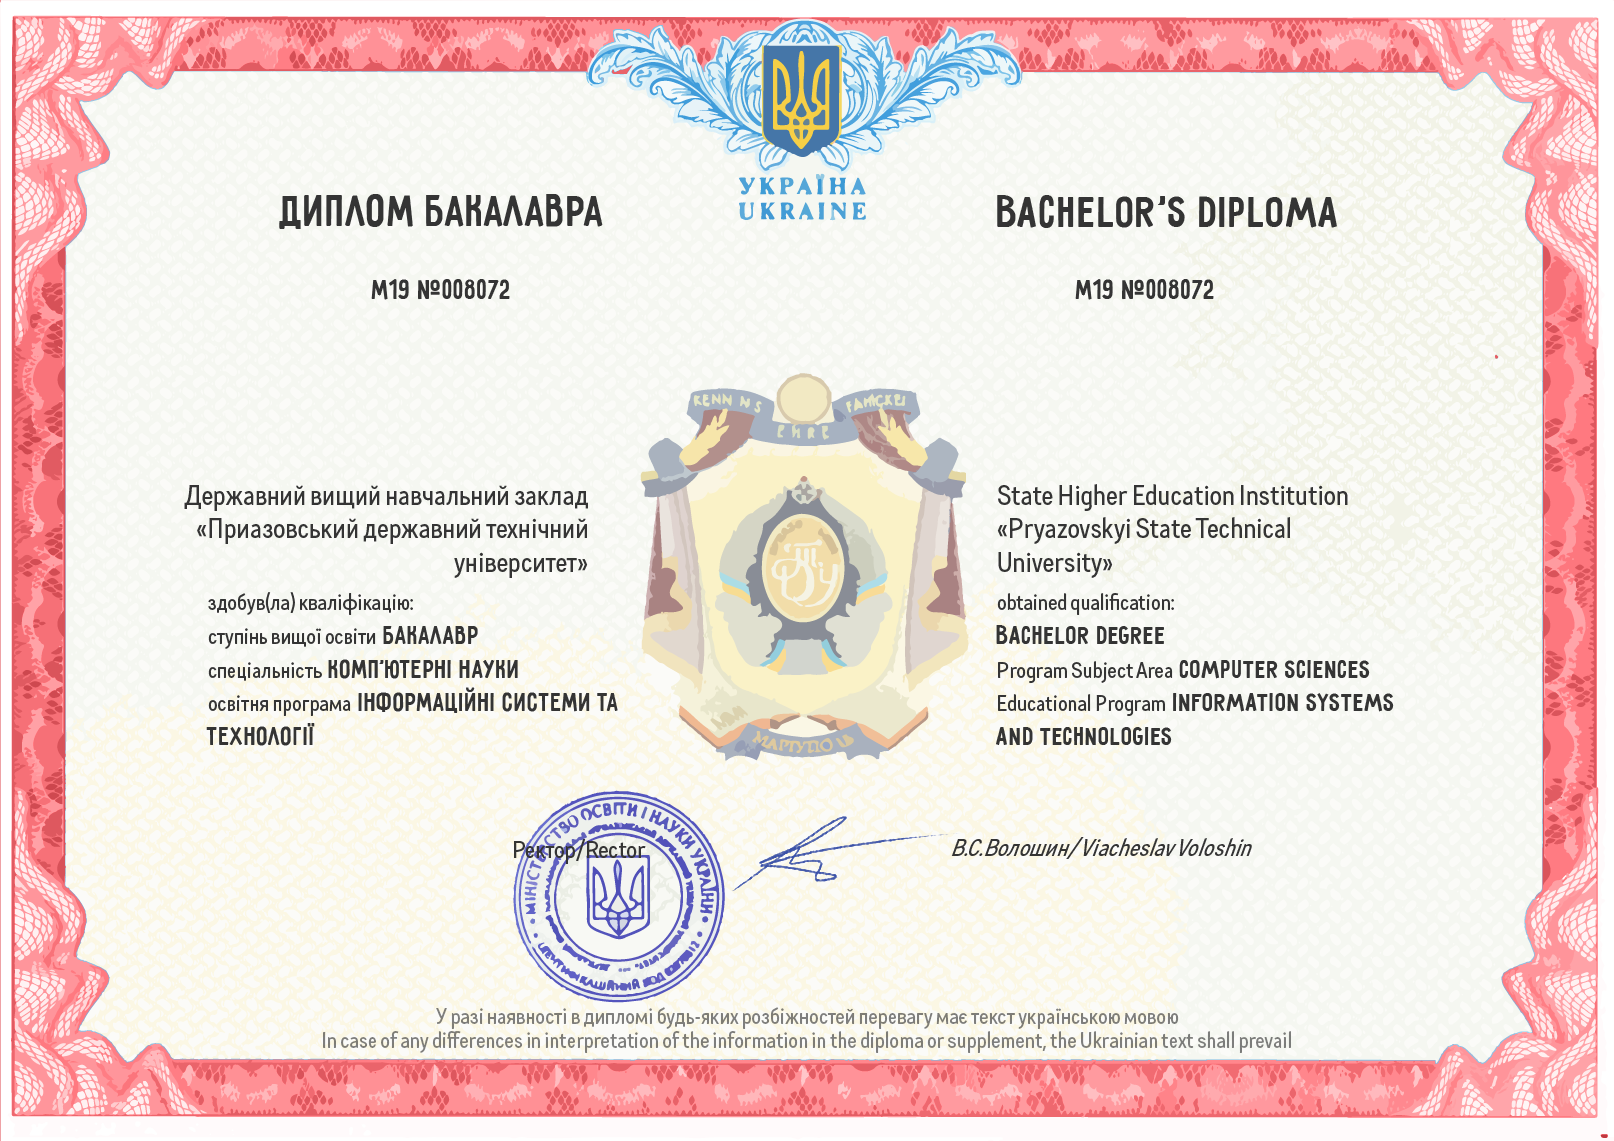 УКРАЇНА
UKRAINE
ДИПЛОМ БАКАЛАВРА
М19 №008072
Державний вищий навчальний заклад
«Приазовський державний технічний
університет»
здобув(ла) кваліфікацію:
ступінь вищої освіти БАКАЛАВР
спеціальність КОМП'ЮТЕРНІ НАУКИ
освітня програма ІНФОРМАЦІЙНІ СИСТЕМИ ТА
ТЕХНОЛОГІЇ
BACHELOR'S DIPLOMA
М19 №008072
State Higher Education Institution
«Pryazovskyi State Technical
University»
obtained qualification:
BACHELOR DEGREE
Program Subject Area COMPUTER SCIENCES
Educational Program INFORMATION SYSTEMS
AND TECHNOLOGIES
Ректор/Rector
В.С.Волошин/Viacheslav Voloshin
МІНІСТЕРСТВО ОСВІТИ І НАУКИ УКРАЇНИ
У разі наявності в дипломі будь-яких розбіжностей перевагу має текст українською мовою
In case of any differences in interpretation of the information in the diploma or supplement, the Ukrainian text shall prevail